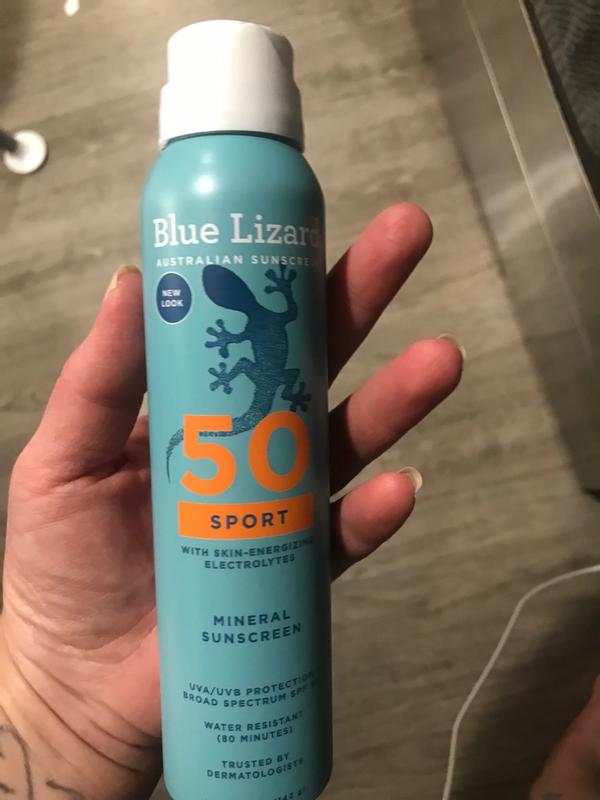 Blue Lizard
AUSTRALIAN SUNSCREEN
NEW
LOOK
50
SPORT
WITH SKIN-ENERGIZING
ELECTROLYTES
MINERAL
SUNSCREEN
UVA/UVB PROTECTION
BROAD SPECTRUM SPF
WATER RESISTANT
(80 MINUTES)
TRUSTED BY
DERMATOLOGISTS